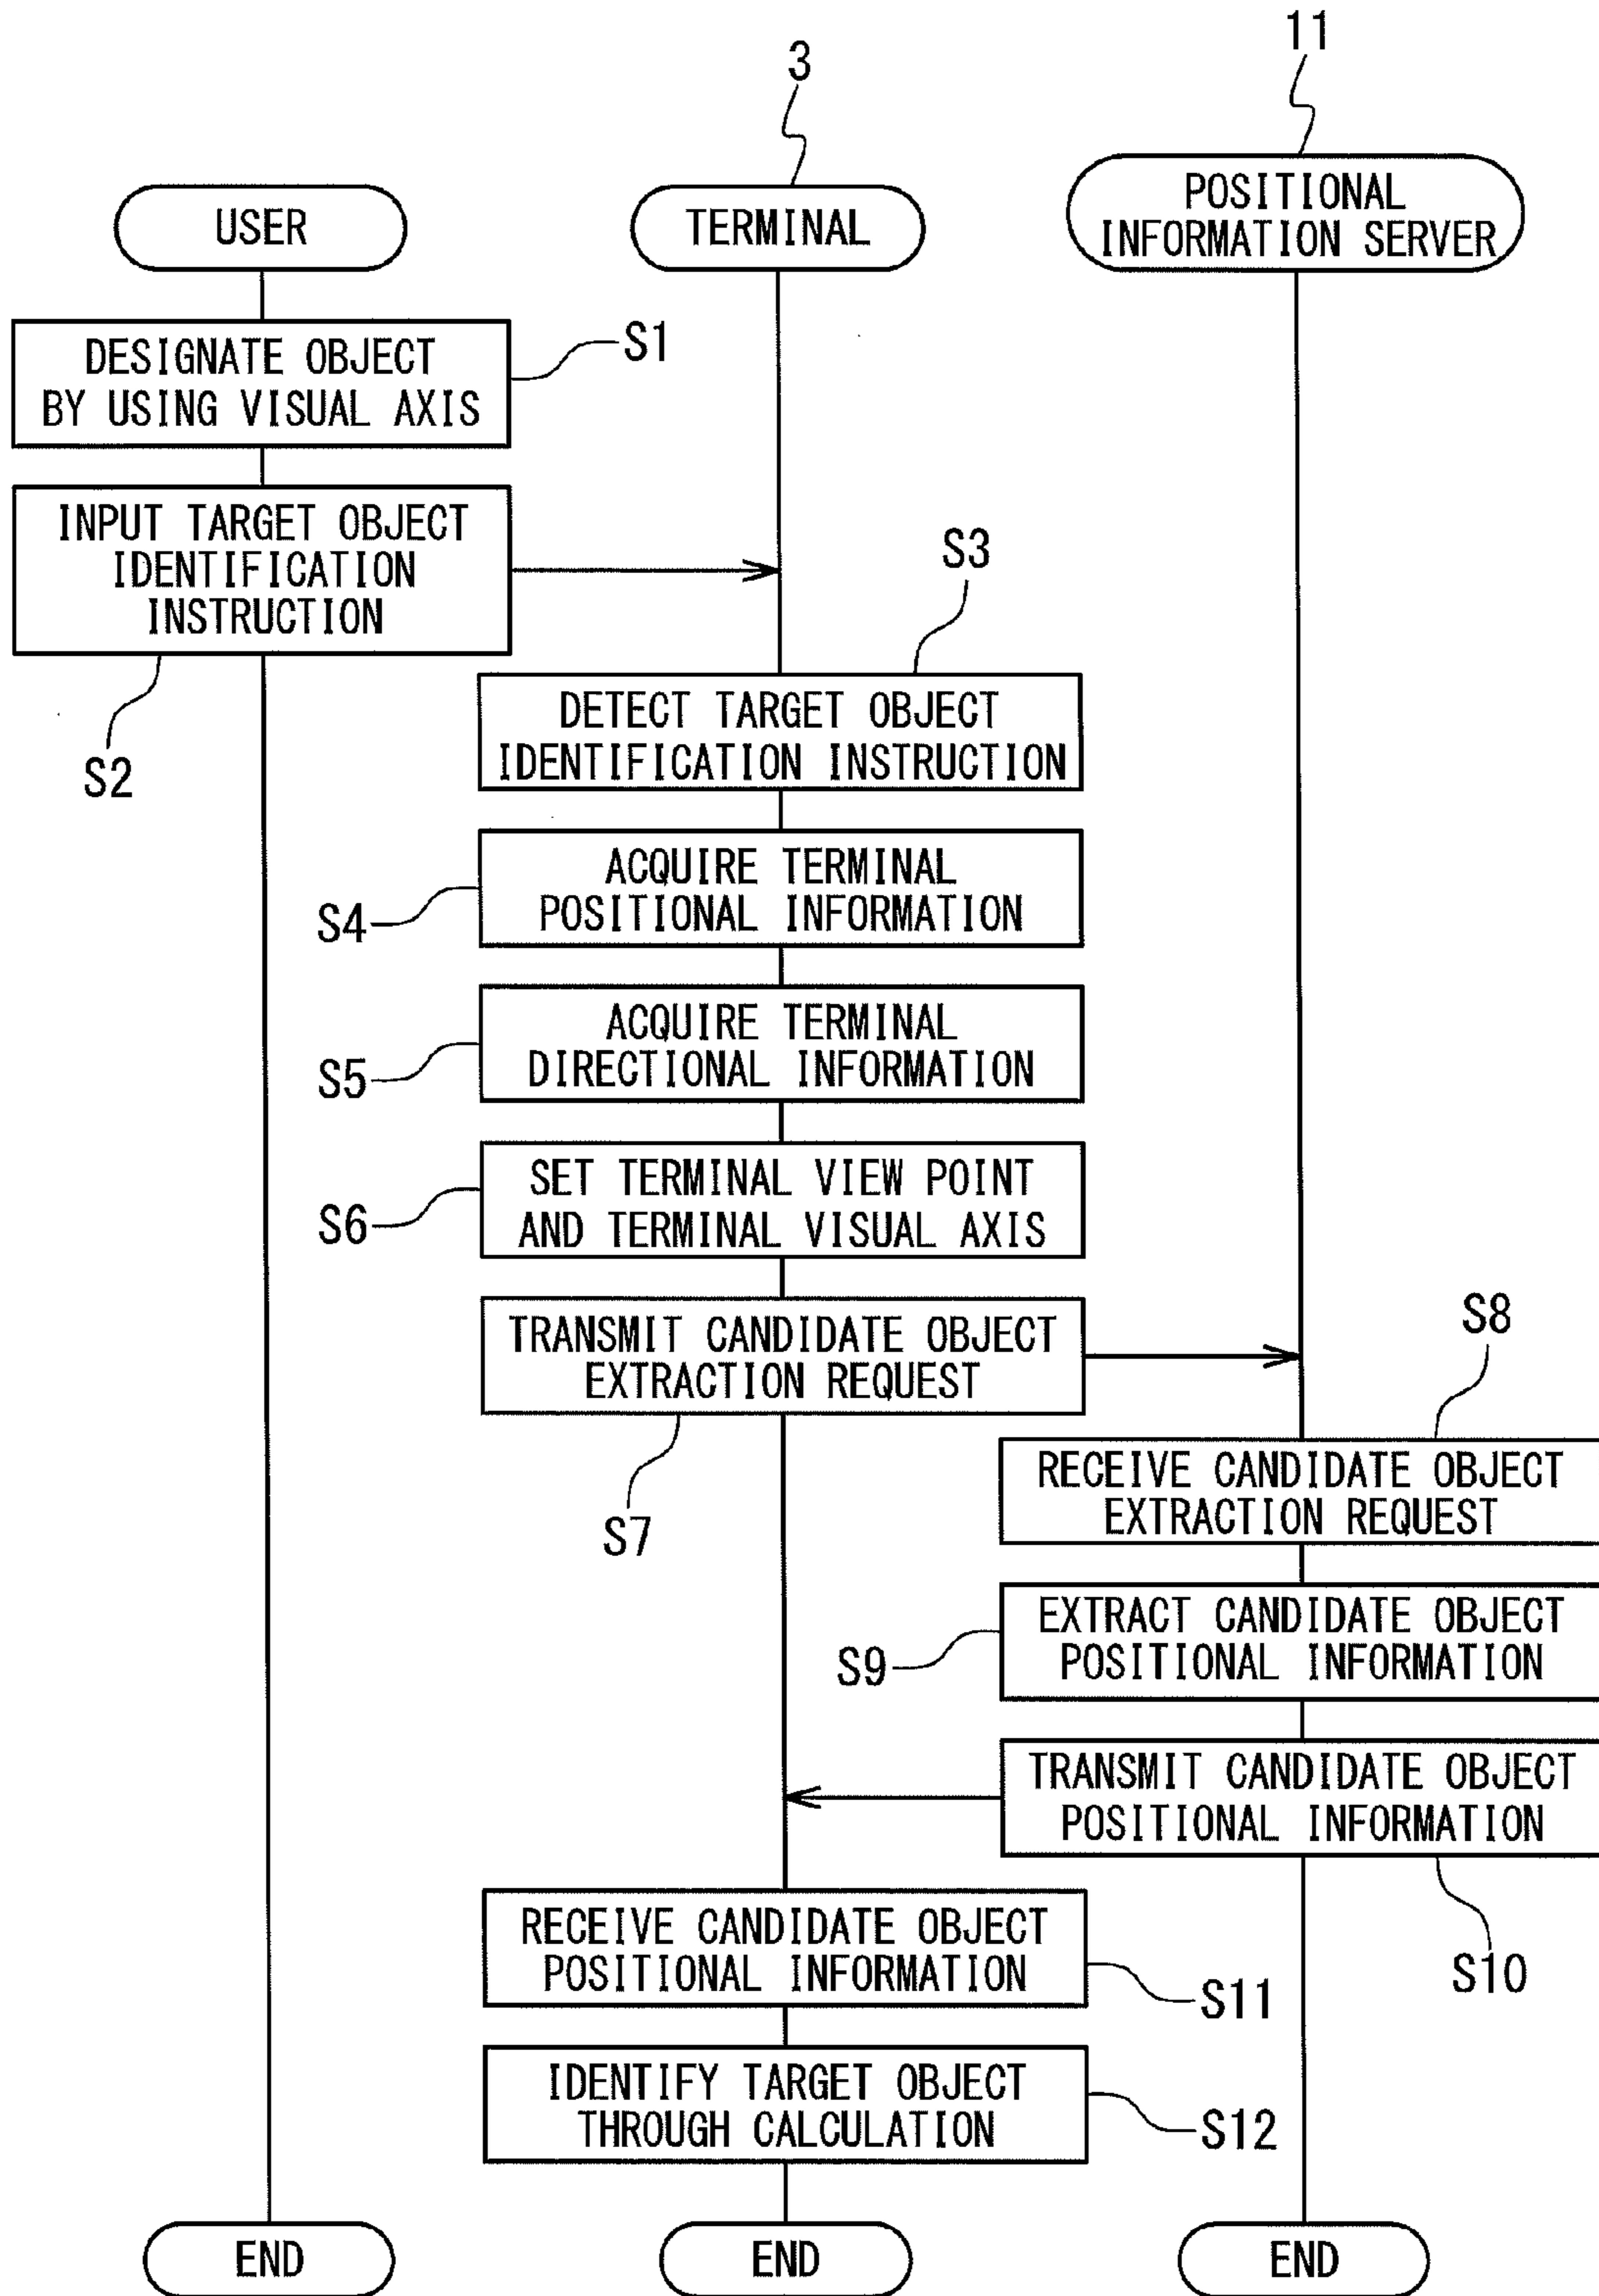 3
11
USER
TERMINAL
POSITIONAL
INFORMATION SERVER
DESIGNATE OBJECT
BY USING VISUAL AXIS
S1
INPUT TARGET OBJECT
IDENTIFICATION
INSTRUCTION
S2
S3
DETECT TARGET OBJECT
IDENTIFICATION INSTRUCTION
ACQUIRE TERMINAL
POSITIONAL INFORMATION
S4
ACQUIRE TERMINAL
DIRECTIONAL INFORMATION
S5
SET TERMINAL VIEW POINT
AND TERMINAL VISUAL AXIS
S6
TRANSMIT CANDIDATE OBJECT
EXTRACTION REQUEST
S7
S8
RECEIVE CANDIDATE OBJECT
EXTRACTION REQUEST
EXTRACT CANDIDATE OBJECT
POSITIONAL INFORMATION
S9
TRANSMIT CANDIDATE OBJECT
POSITIONAL INFORMATION
S10
RECEIVE CANDIDATE OBJECT
POSITIONAL INFORMATION
S11
IDENTIFY TARGET OBJECT
THROUGH CALCULATION
S12
END
END
END